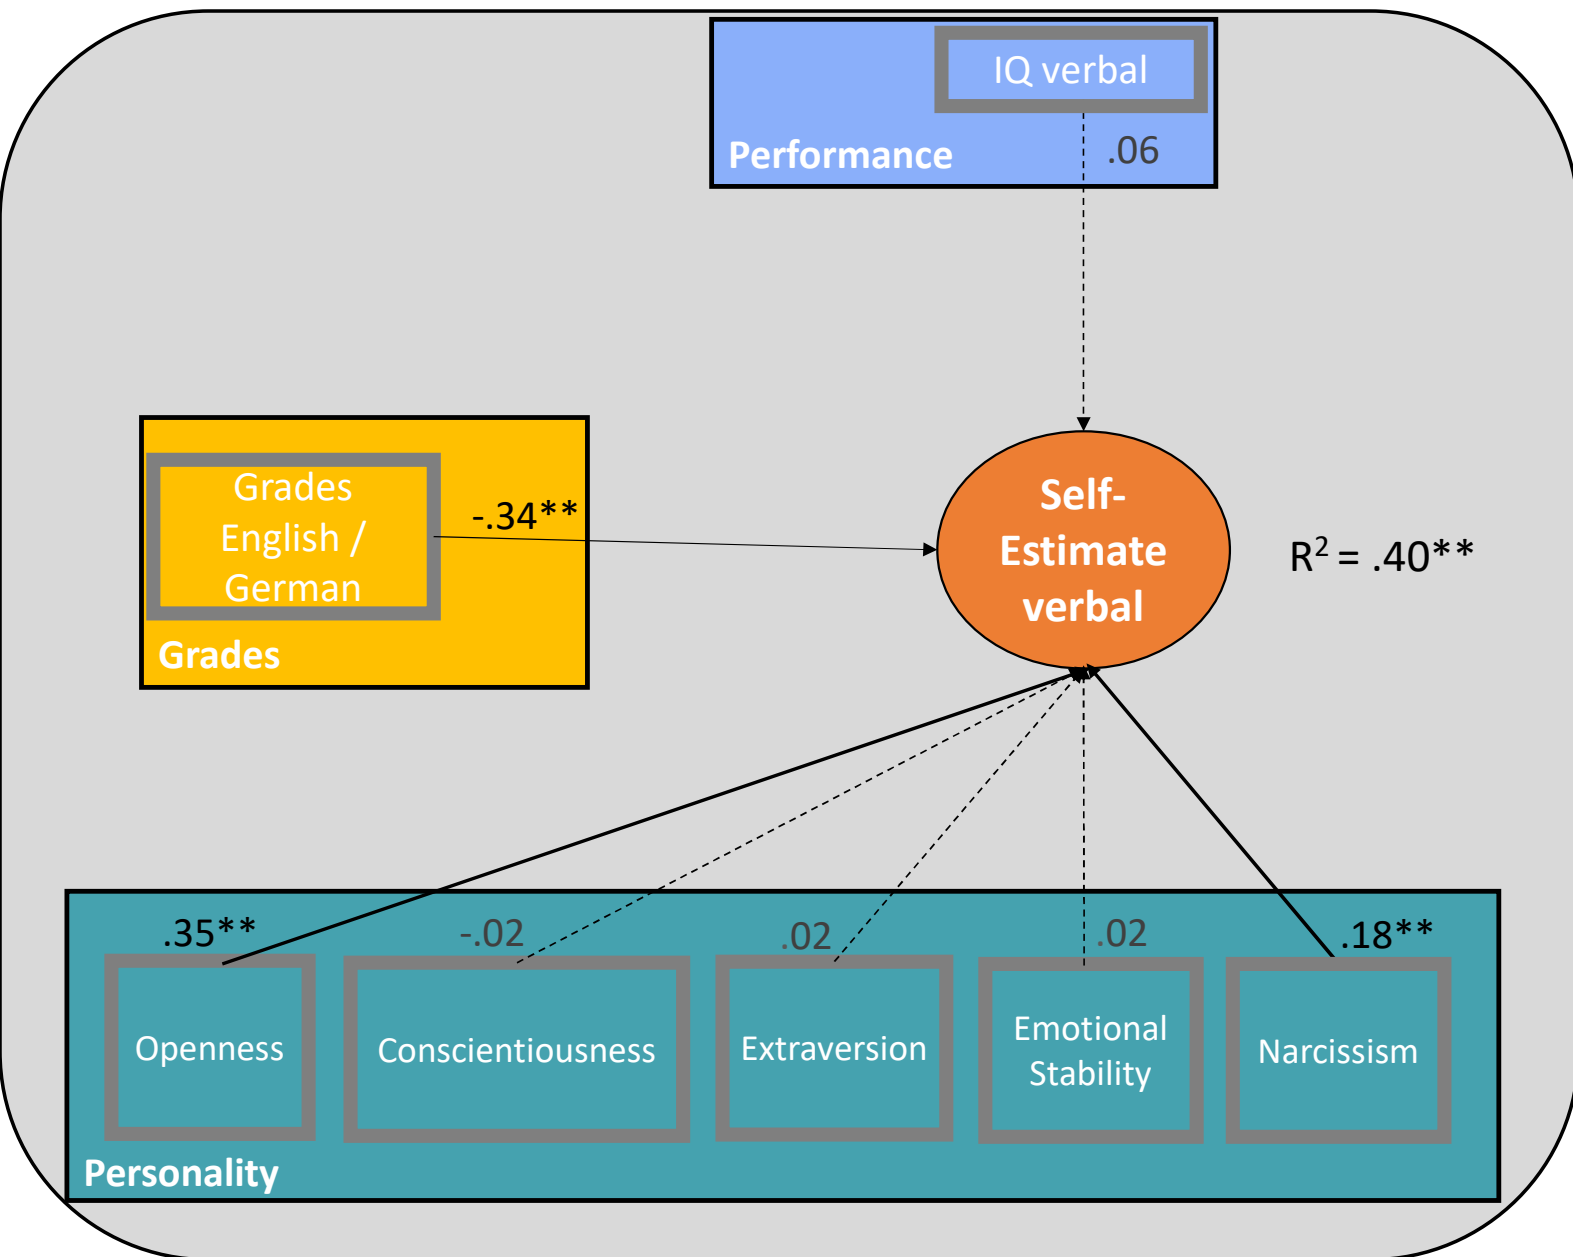 IQ verbal
Performance
.06
Grades
English /
German
-.34**
Grades
Self-
Estimate
verbal
R² = .40**
.35**
-.02
.02
.02
.18**
Openness
Conscientiousness
Extraversion
Emotional
Stability
Narcissism
Personality